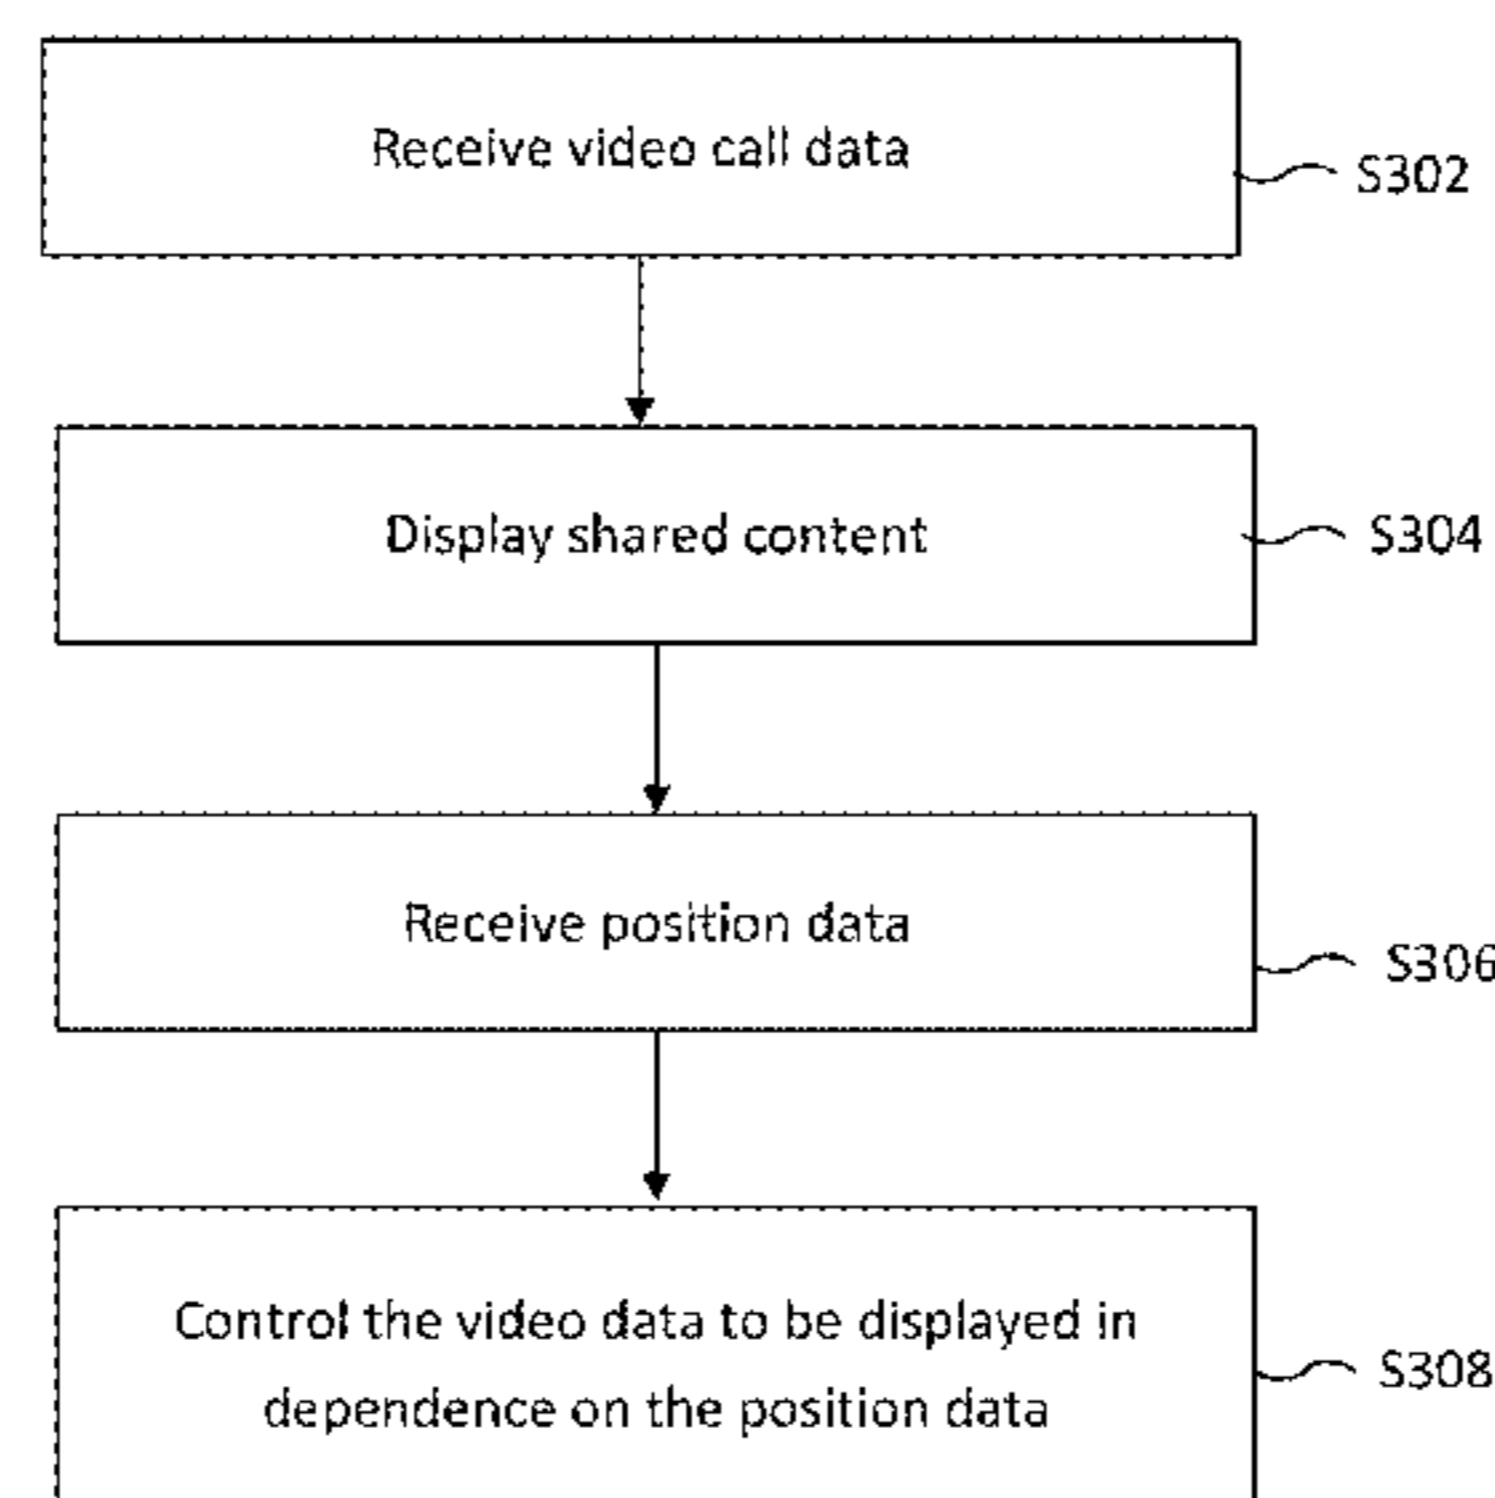 Receive video call data
S302
Display shared content
S304
Receive position data
S306
Control the video data to be displayed in
dependence on the position data
S308